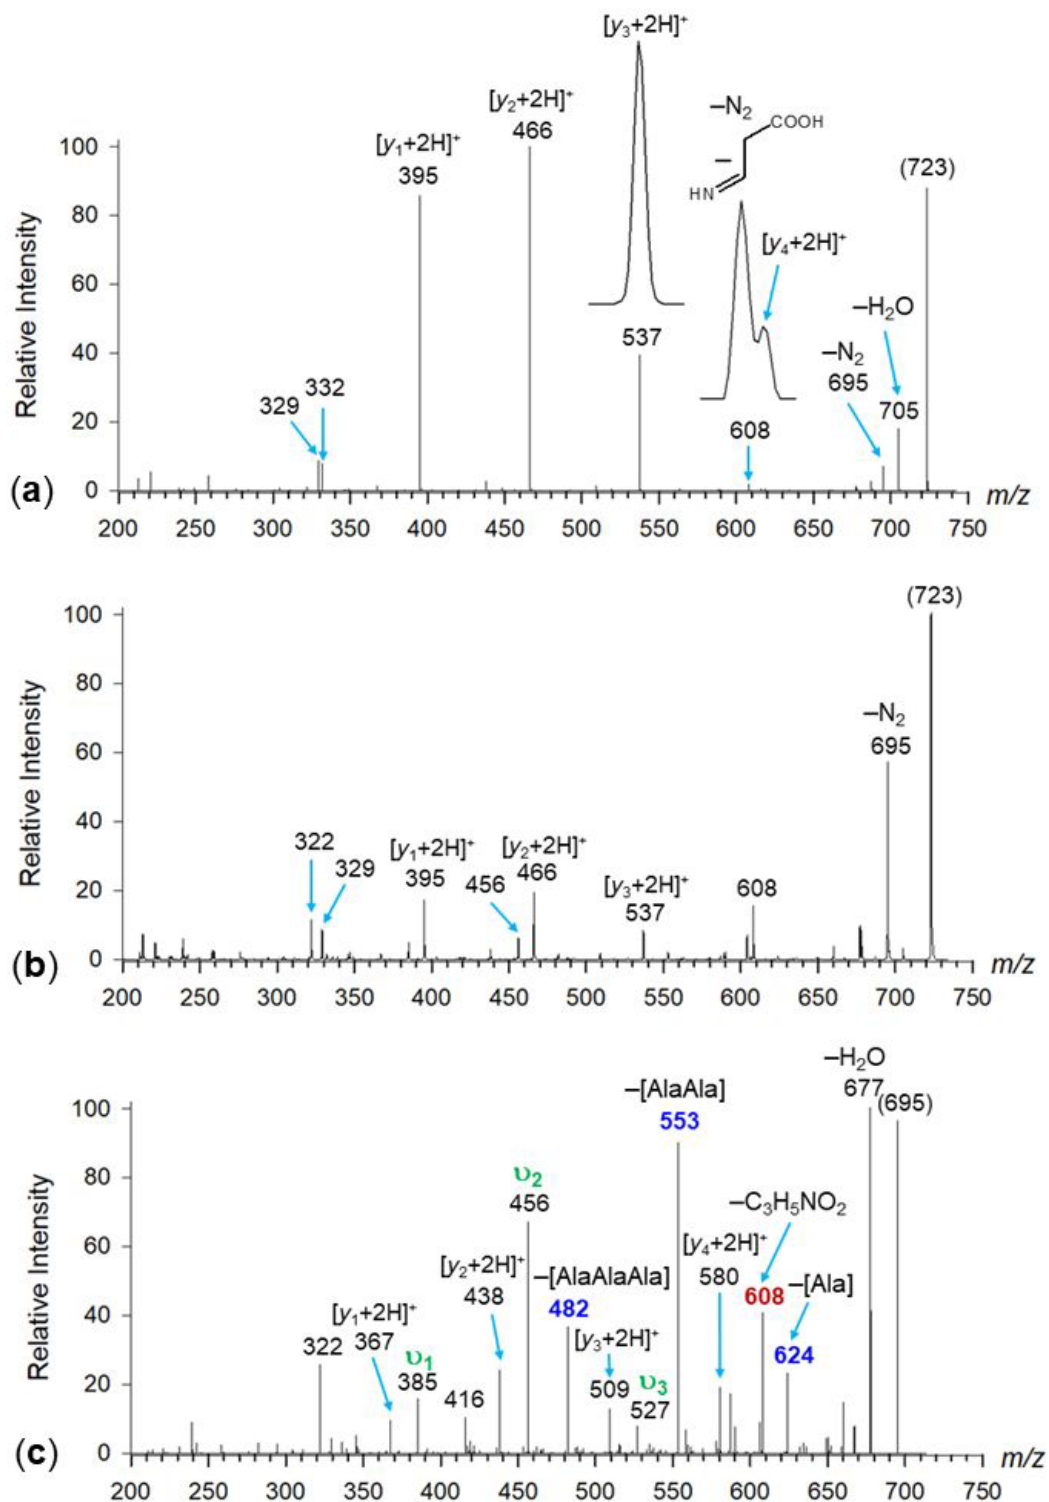 [y₃+2H]⁺
[y₂+2H]⁺
466
–N₂
COOH
–
HN
[y₁+2H]⁺
395
(723)
[y₄+2H]⁺
–H₂O
537
–N₂
695
705
332
329
608
Relative Intensity
100
80
60
40
20
0
(a)
200 250 300 350 400 450 500 550 600 650 700 750
m/z
(723)
–N₂
695
322
329
[y₁+2H]⁺
395
456
[y₂+2H]⁺
466
[y₃+2H]⁺
537
608
Relative Intensity
100
80
60
40
20
0
(b)
200 250 300 350 400 450 500 550 600 650 700 750
m/z
–H₂O
677
(695)
–[AlaAla]
553
υ₂
456
–C₃H₅NO₂
[y₄+2H]⁺
580
608
–[Ala]
624
[y₂+2H]⁺
438
–[AlaAlaAla]
482
[y₁+2H]⁺
367
[y₃+2H]⁺
509
322
υ₁
385
416
υ₃
527
Relative Intensity
100
80
60
40
20
0
(c)
200 250 300 350 400 450 500 550 600 650 700 750
m/z